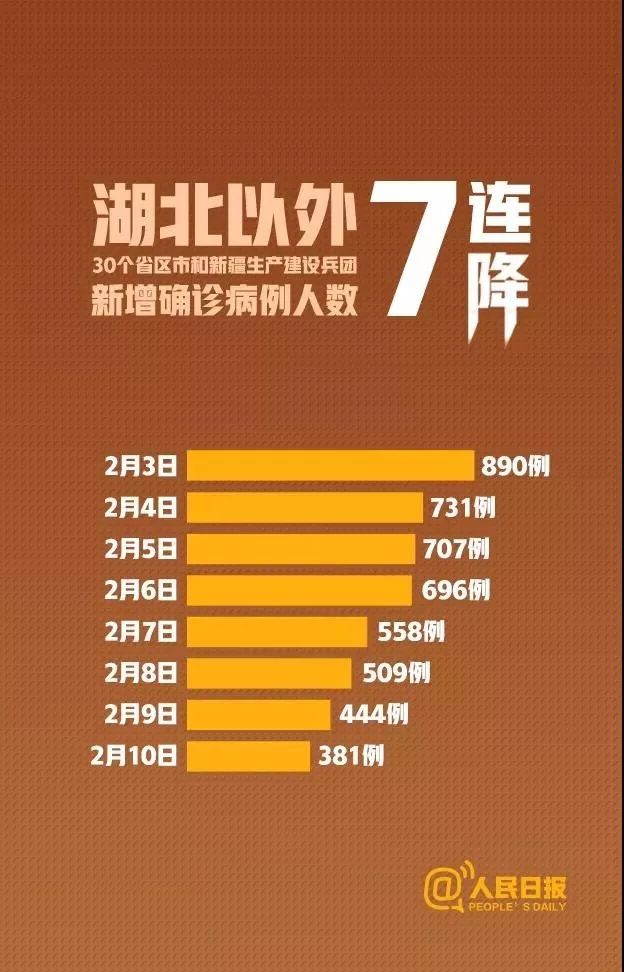 湖北以外
30个省区市和新疆生产建设兵团
新增确诊病例人数
7连降
2月3日 890例
2月4日 731例
2月5日 707例
2月6日 696例
2月7日 558例
2月8日 509例
2月9日 444例
2月10日 381例
@人民日报
PEOPLE'S DAILY